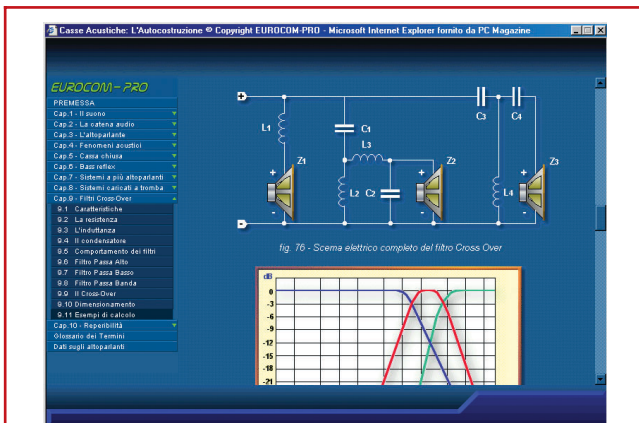 Casse Acustiche: L'Autocostruzione © Copyright EUROCOM-PRO - Microsoft Internet Explorer fornito da PC Magazine
EUROCOM-PRO
PREMESSA
Cap.1 - Il suono
Cap.2 - La catena audio
Cap.3 - L'altoparlante
Cap.4 - Fenomeni acustici
Cap.5 - Cassa chiusa
Cap.6 - Bass reflex
Cap.7 - Sistemi a più altoparlanti
Cap.8 - Sistemi caricati a tromba
Cap.9 - Filtri Cross-Over
9.1 Caratteristiche
9.2 La resistenza
9.3 L'induttanza
9.4 Il condensatore
9.5 Comportamento dei filtri
9.6 Filtro Passa Alto
9.7 Filtro Passa Basso
9.8 Filtro Passa Banda
9.9 Il Cross-Over
9.10 Dimensionamento
9.11 Esempi di calcolo
Cap.10 - Reperibilità
Glossario dei Termini
Dati sugli altoparlanti
+
L1
C1
L3
C3
C4
Z1
+
-
L2
C2
Z2
+
-
L4
Z3
+
-
-
fig. 76 - Scema elettrico completo del filtro Cross Over
dB
0
-3
-6
-9
-12
-15
-18
-21